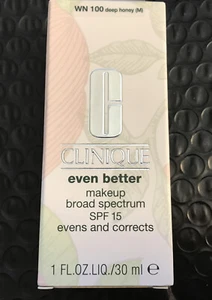 WN 100 deep honey (M)
CLINIQUE
even better
makeup
broad spectrum
SPF 15
evens and corrects
1 FL.OZ.LIQ./30 ml e